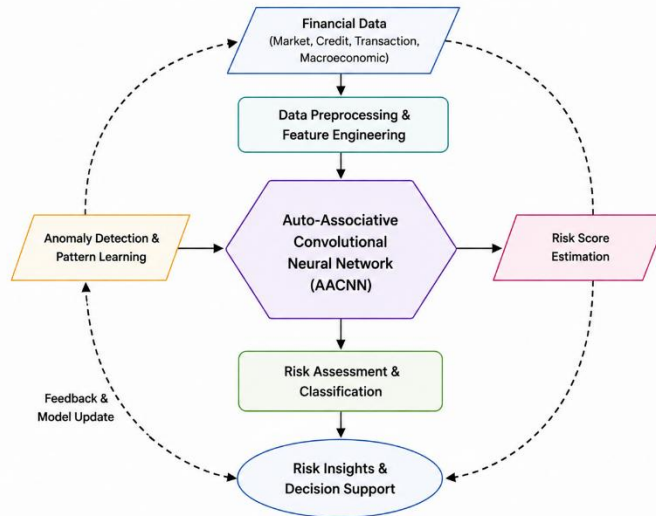 Financial Data
(Market, Credit, Transaction,
Macroeconomic)
Data Preprocessing &
Feature Engineering
Anomaly Detection &
Pattern Learning
Auto-Associative
Convolutional
Neural Network
(AACNN)
Risk Score
Estimation
Risk Assessment &
Classification
Feedback &
Model Update
Risk Insights &
Decision Support